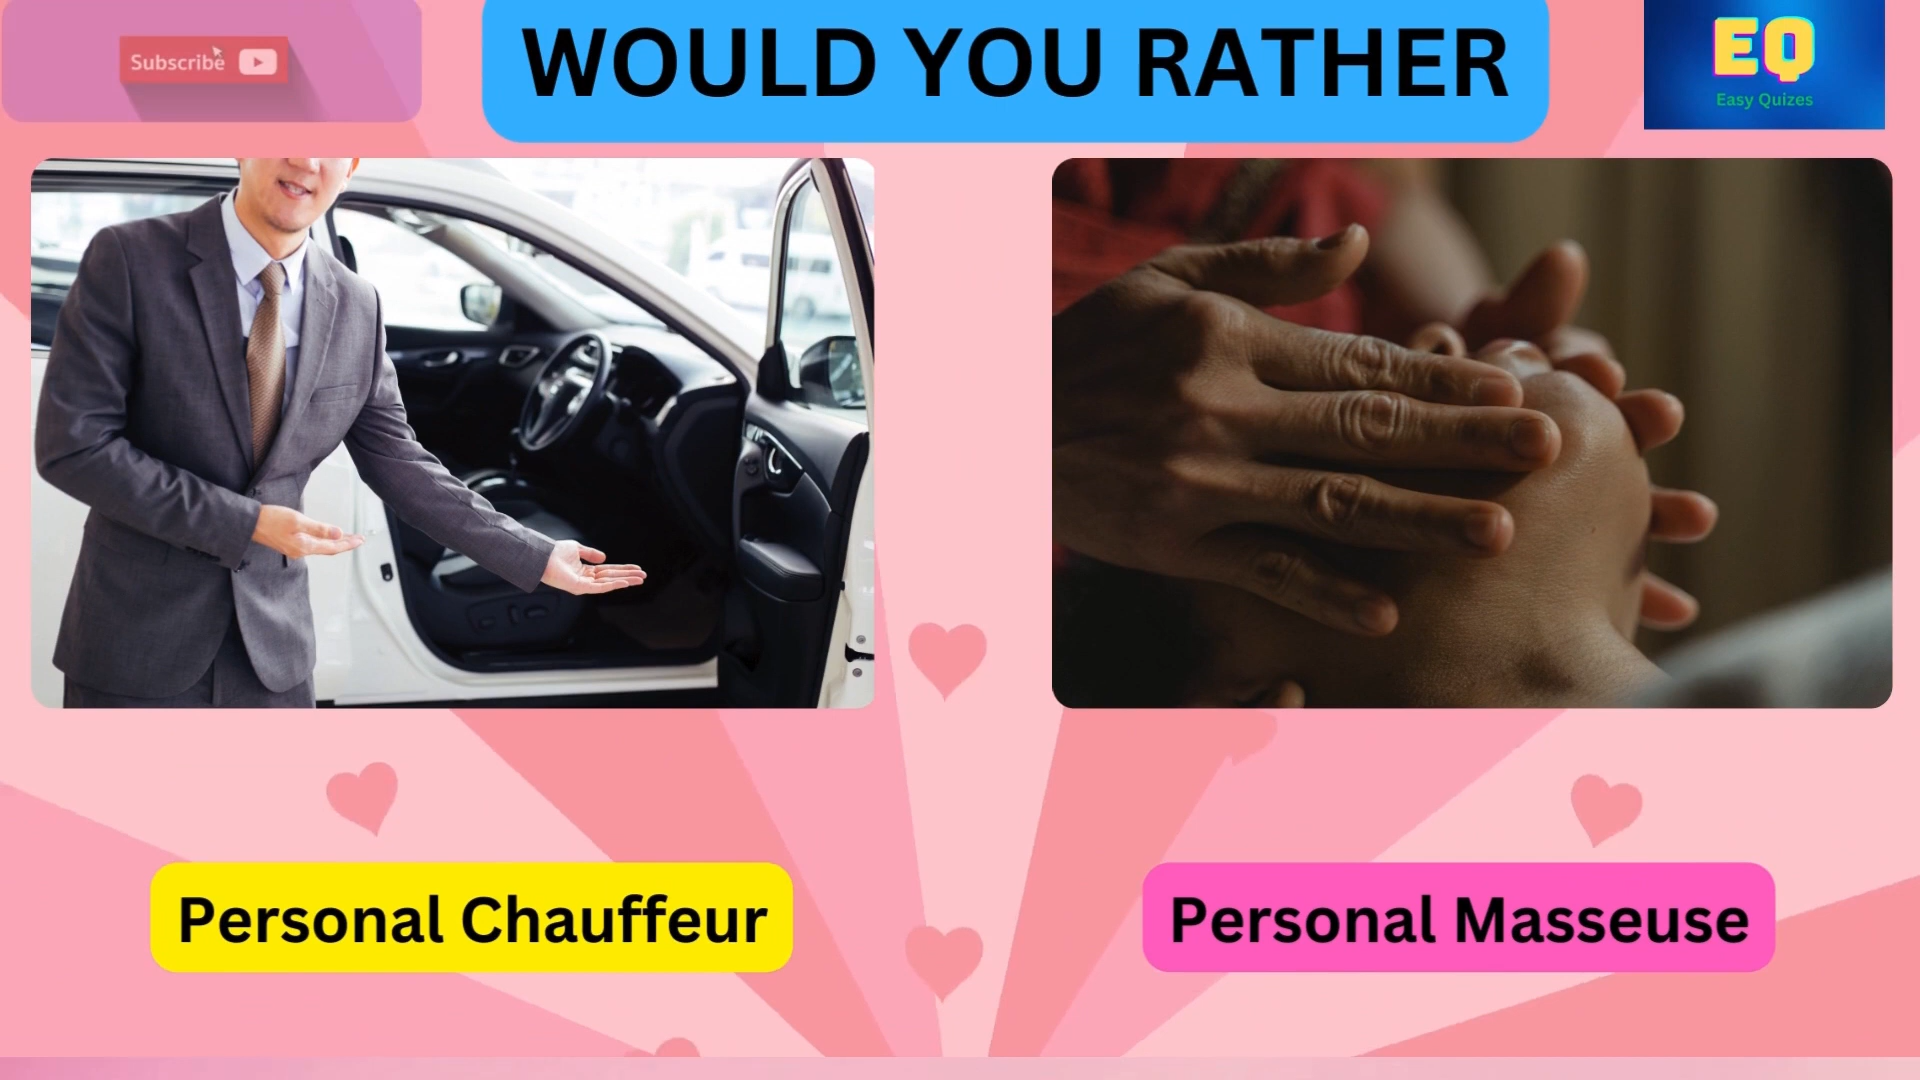 Subscribe
WOULD YOU RATHER
EQ
Easy Quizes
Personal Chauffeur
Personal Masseuse